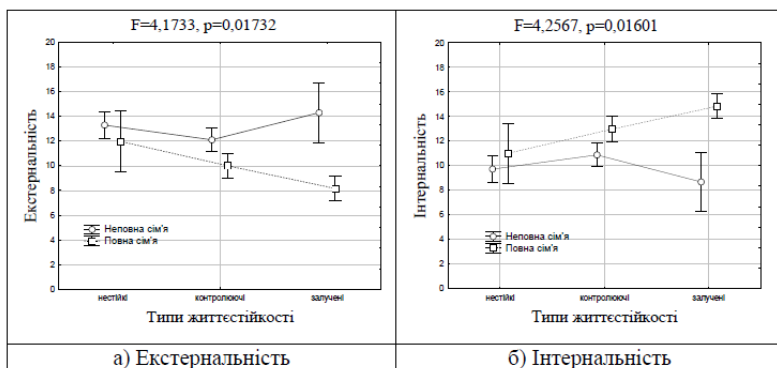 F=4,1733, p=0,01732
Екстернальність
20
18
16
14
12
10
8
6
4
2
0
Неповна сім'я
Повна сім'я
нестійкі контролюючі залучені
Типи життєстійкості
а) Екстернальність
F=4,2567, p=0,01601
Інтернальність
20
18
16
14
12
10
8
6
4
2
0
Неповна сім'я
Повна сім'я
нестійкі контролюючі залучені
Типи життєстійкості
б) Інтернальність